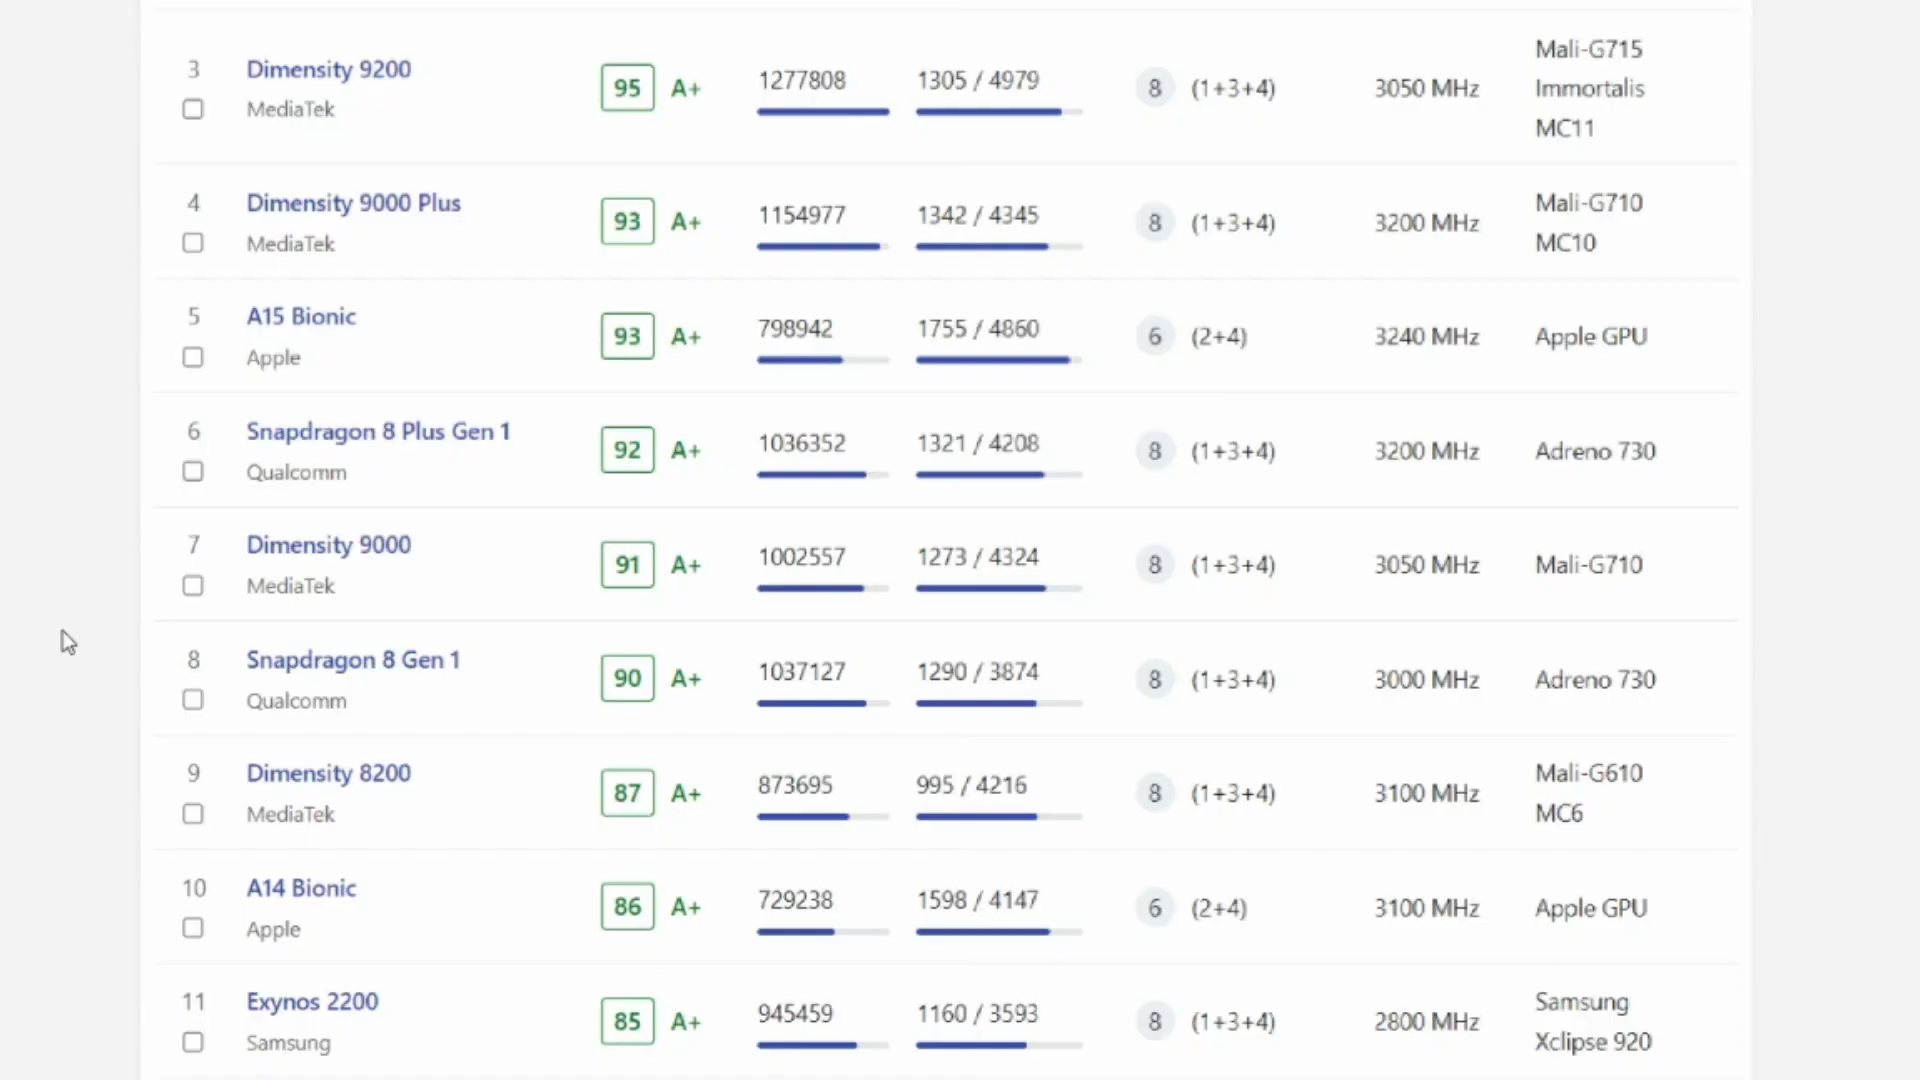 3 Dimensity 9200 95 A+ 1277808 1305 / 4979 8 (1+3+4) 3050 MHz Mali-G715
MediaTek Immortalis
MC11
4 Dimensity 9000 Plus 93 A+ 1154977 1342 / 4345 8 (1+3+4) 3200 MHz Mali-G710
MediaTek MC10
5 A15 Bionic 93 A+ 798942 1755 / 4860 6 (2+4) 3240 MHz Apple GPU
Apple
6 Snapdragon 8 Plus Gen 1 92 A+ 1036352 1321 / 4208 8 (1+3+4) 3200 MHz Adreno 730
Qualcomm
7 Dimensity 9000 91 A+ 1002557 1273 / 4324 8 (1+3+4) 3050 MHz Mali-G710
MediaTek
8 Snapdragon 8 Gen 1 90 A+ 1037127 1290 / 3874 8 (1+3+4) 3000 MHz Adreno 730
Qualcomm
9 Dimensity 8200 87 A+ 873695 995 / 4216 8 (1+3+4) 3100 MHz Mali-G610
MediaTek MC6
10 A14 Bionic 86 A+ 729238 1598 / 4147 6 (2+4) 3100 MHz Apple GPU
Apple
11 Exynos 2200 85 A+ 945459 1160 / 3593 8 (1+3+4) 2800 MHz Samsung
Samsung Xclipse 920